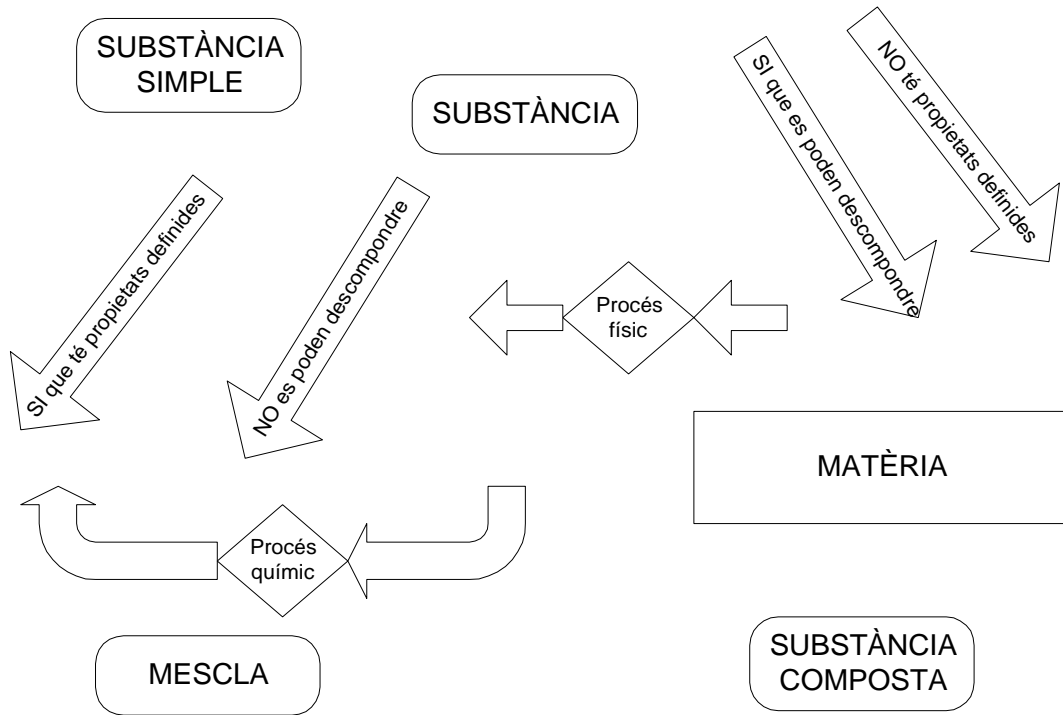 SUBSTÀNCIA
SIMPLE
SUBSTÀNCIA
SI que es poden descompondre
NO té propietats definides
SI que té propietats definides
NO es poden descompondre
Procés
físic
MATÈRIA
Procés
químic
MESCLA
SUBSTÀNCIA
COMPOSTA